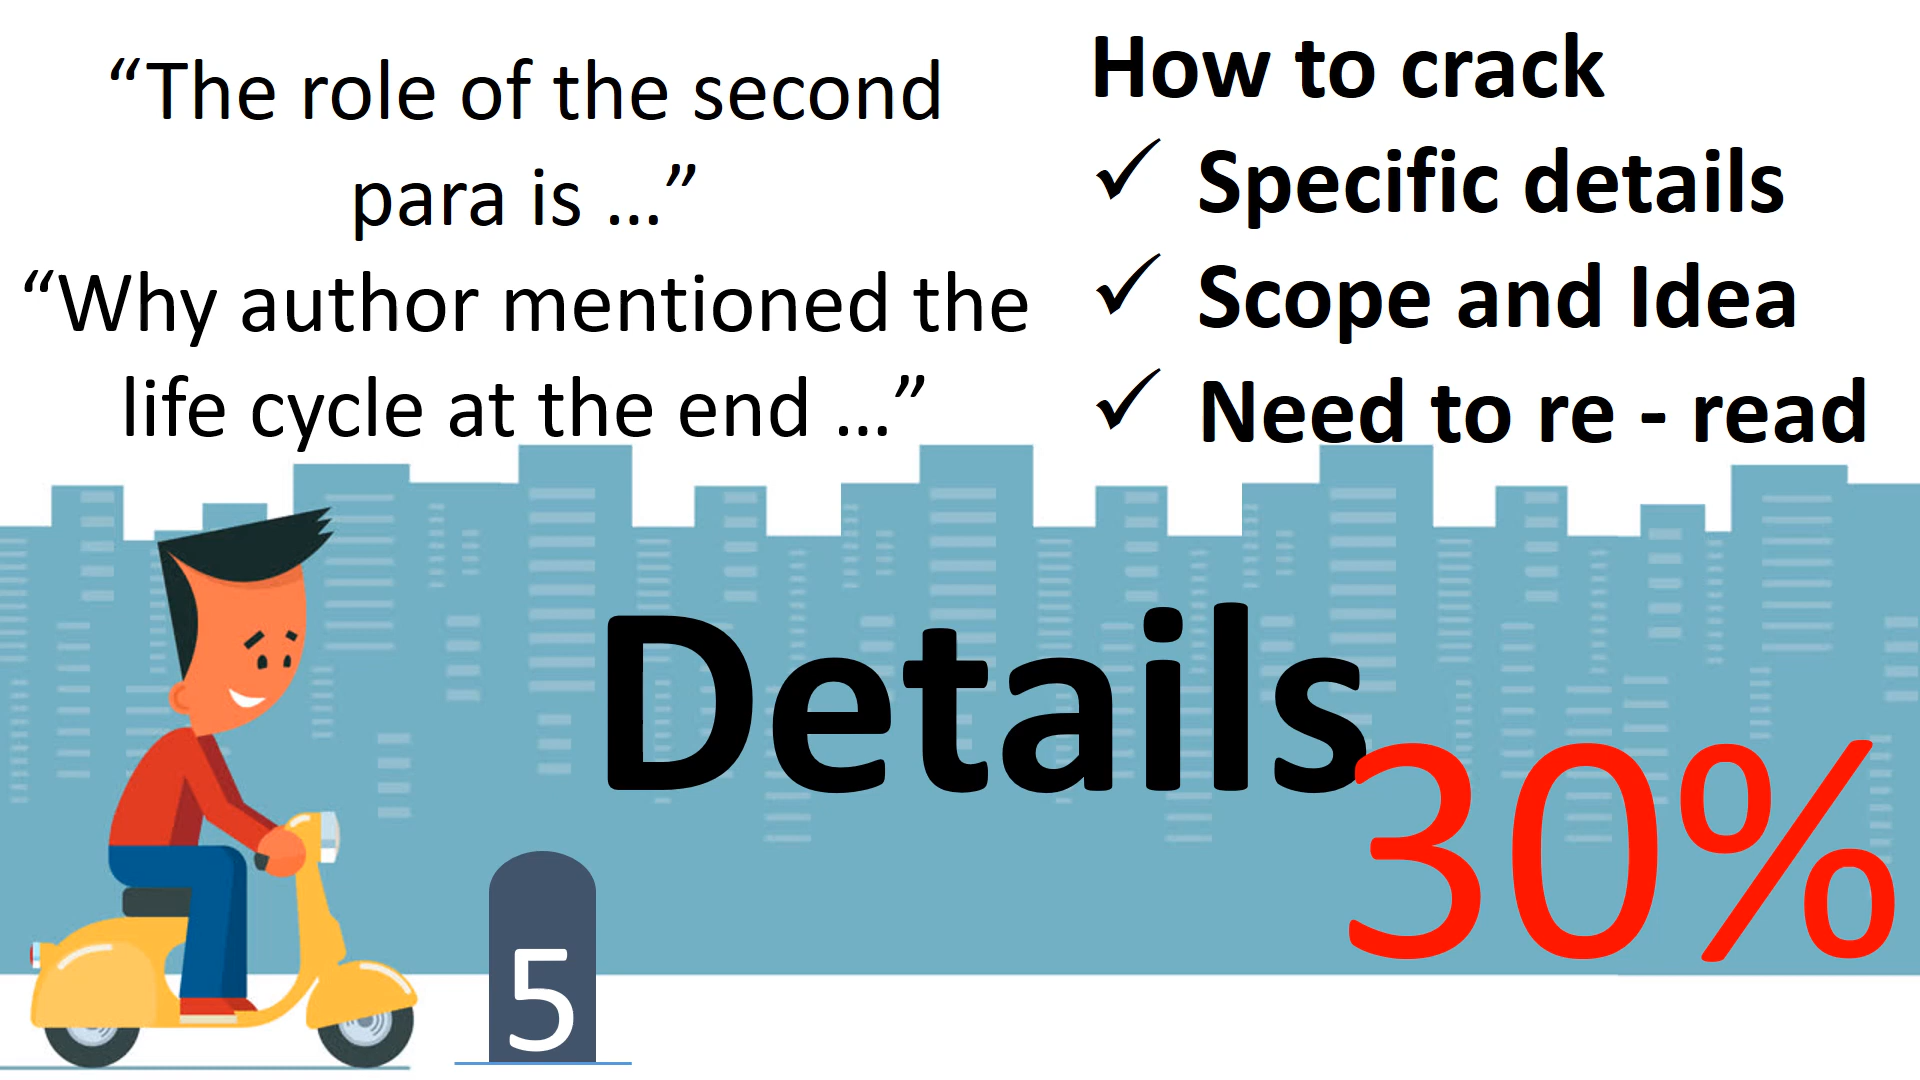 “The role of the second
para is ...”
“Why author mentioned the
life cycle at the end ...”
How to crack
✓ Specific details
✓ Scope and Idea
✓ Need to re - read
Details
30%
5